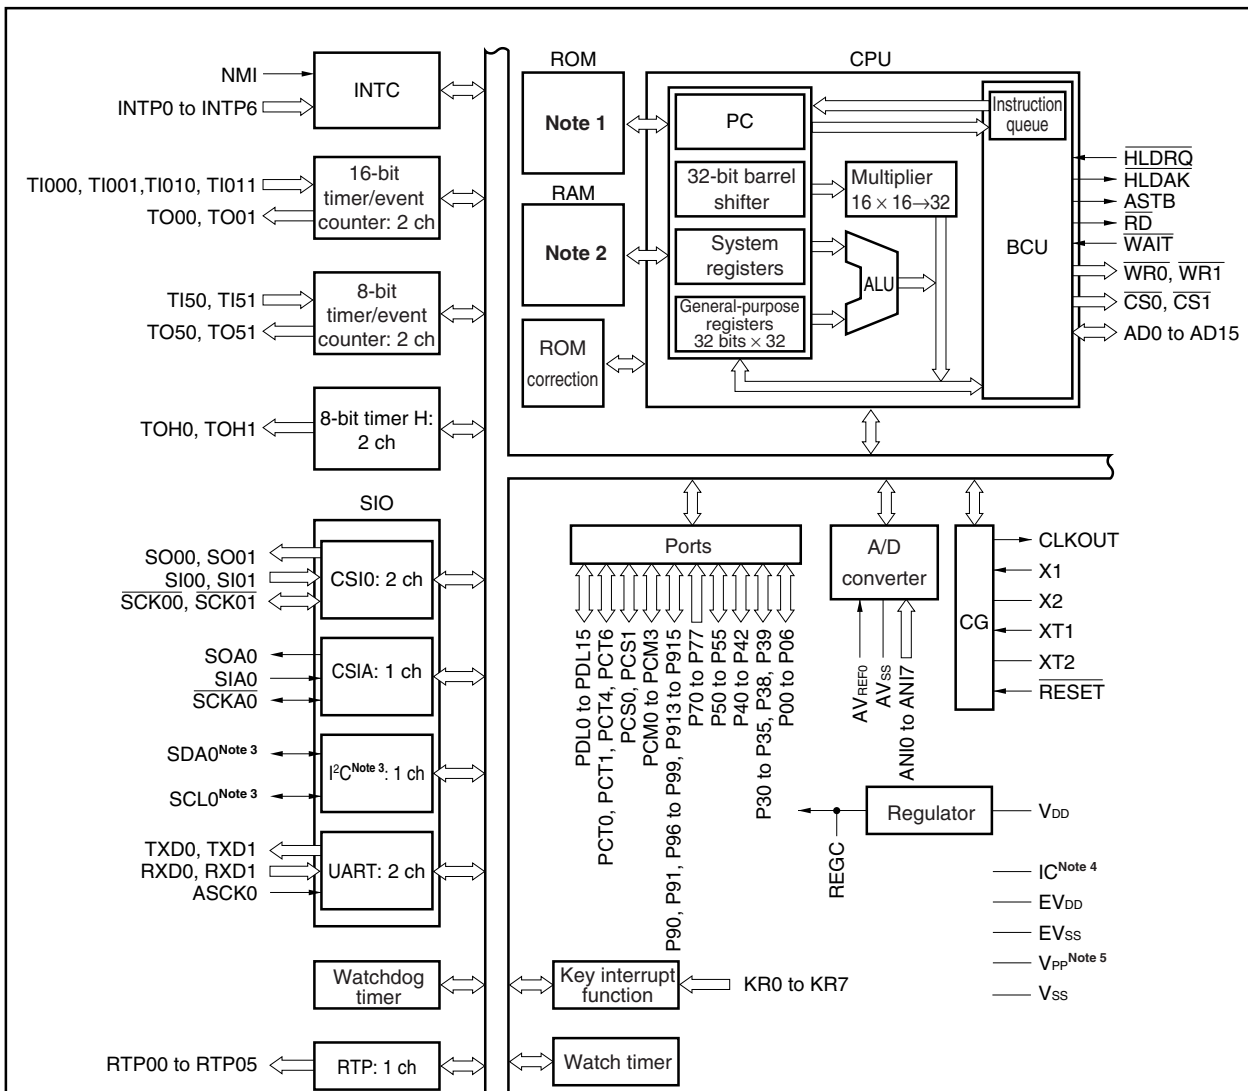 NMI
INTP0 to INTP6
INTC
TI000, TI001,TI010, TI011
TO00, TO01
16-bit
timer/event
counter: 2 ch
TI50, TI51
TO50, TO51
8-bit
timer/event
counter: 2 ch
TOH0, TOH1
8-bit timer H:
2 ch
SIO
SO00, SO01
SI00, SI01
SCK00, SCK01
CSI0: 2 ch
SOA0
SIA0
SCKA0
CSIA: 1 ch
SDA0Note 3
SCL0Note 3
I2CNote 3: 1 ch
TXD0, TXD1
RXD0, RXD1
ASCK0
UART: 2 ch
Watchdog
timer
RTP00 to RTP05
RTP: 1 ch
ROM
Note 1
RAM
Note 2
ROM
correction
CPU
PC
32-bit barrel
shifter
System
registers
General-purpose
registers
32 bits × 32
Multiplier
16 × 16→32
ALU
Instruction
queue
BCU
HLDRQ
HLDAK
ASTB
RD
WAIT
WR0, WR1
CS0, CS1
AD0 to AD15
Ports
PDL0 to PDL15
PCT0, PCT1, PCT4, PCT6
PCS0, PCS1
PCM0 to PCM3
P90, P91, P96 to P99, P913 to P915
P70 to P77
P50 to P55
P40 to P42
P30 to P35, P38, P39
P00 to P06
A/D
converter
AVREF0
AVSS
ANI0 to ANI7
CG
CLKOUT
X1
X2
XT1
XT2
RESET
Regulator
VDD
REGC
ICNote 4
EVDD
EVSS
VPPNote 5
VSS
Key interrupt
function
KR0 to KR7
Watch timer